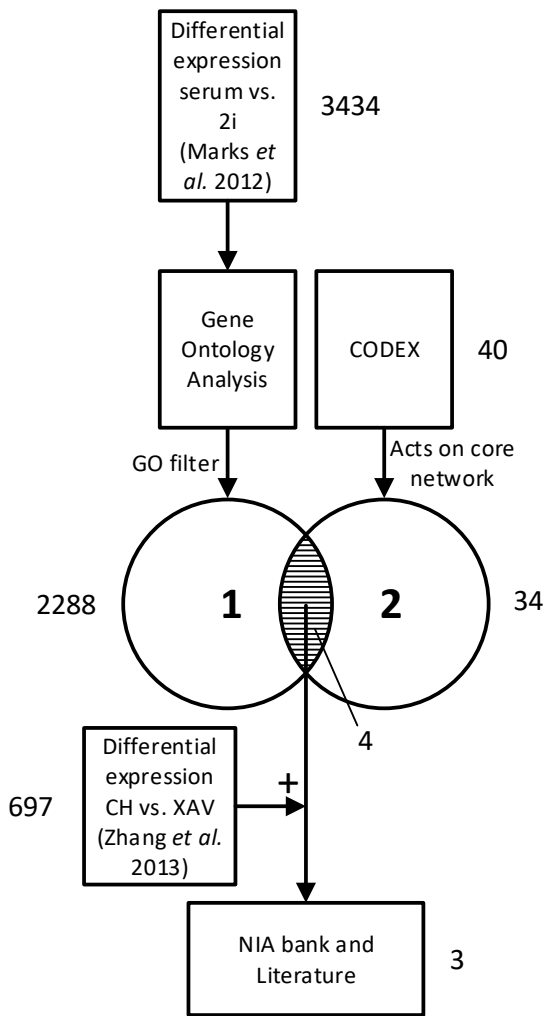 Differential
expression
serum vs.
2i
(Marks et
al. 2012)
3434
Gene
Ontology
Analysis
CODEX
40
GO filter
Acts on core
network
2288
1
2
34
4
Differential
expression
CH vs. XAV
(Zhang et al.
2013)
697
+
NIA bank and
Literature
3